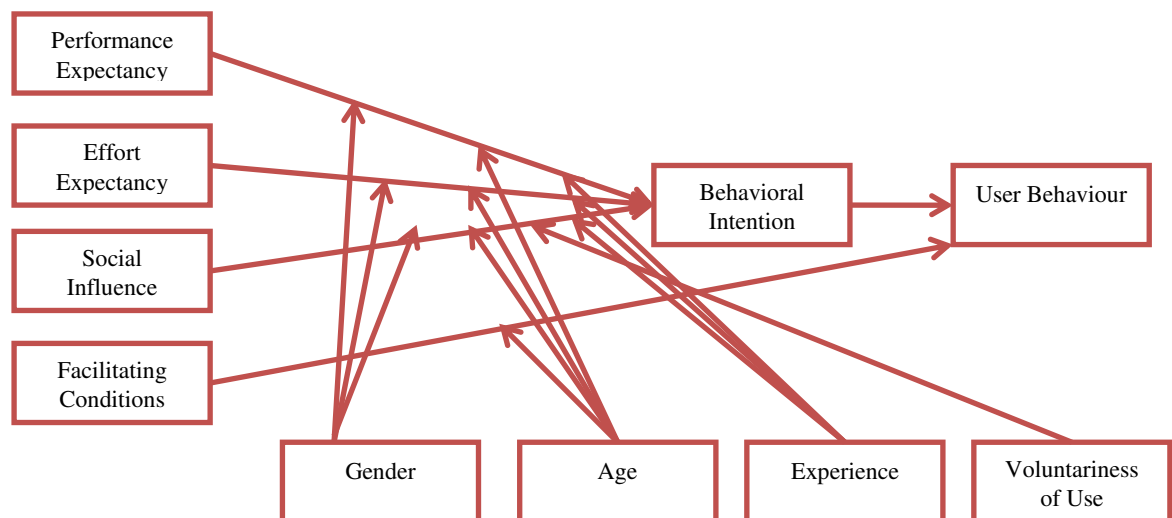 Performance
Expectancy
Effort
Expectancy
Social
Influence
Facilitating
Conditions
Behavioral
Intention
User Behaviour
Gender
Age
Experience
Voluntariness
of Use